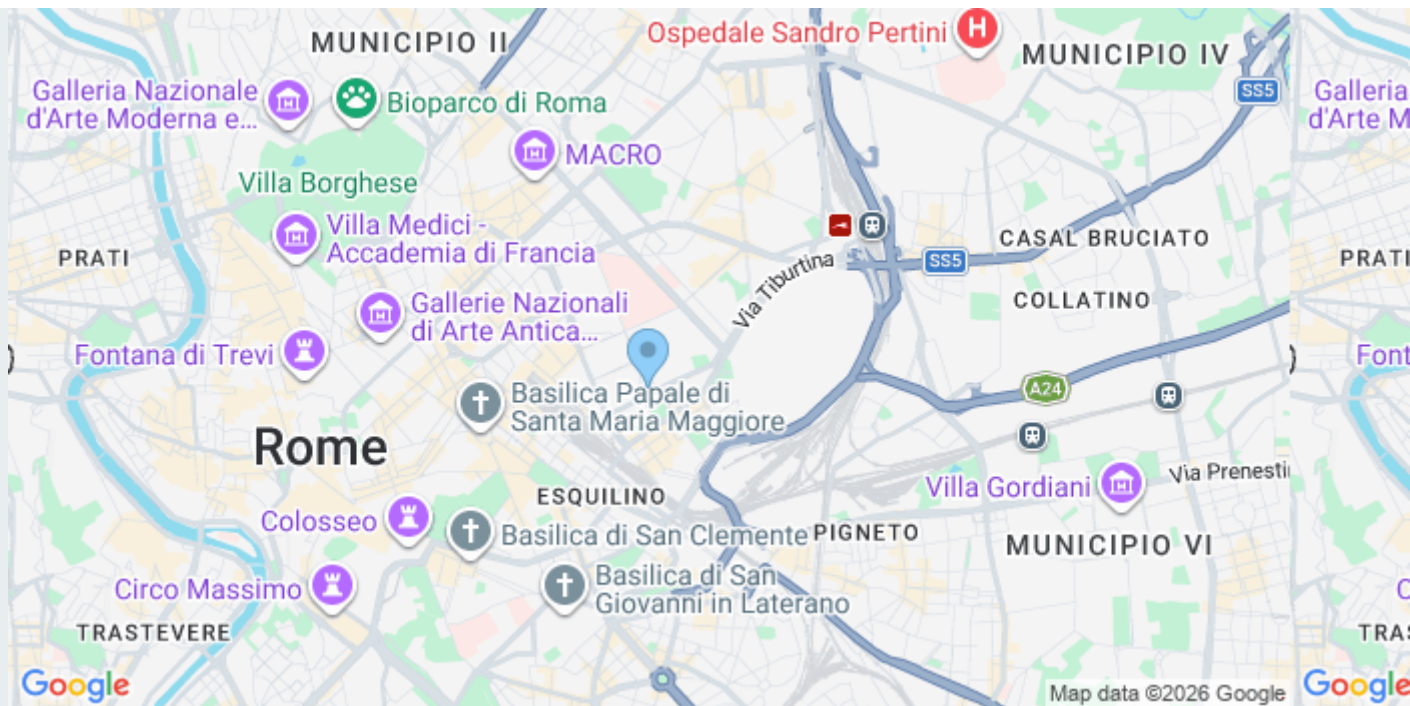 MUNICIPIO II
Ospedale Sandro Pertini
H
MUNICIPIO IV
SS5
Galleria Nazionale
d'Arte Moderna e...
Bioparco di Roma
MACRO
Villa Borghese
Villa Medici -
Accademia di Francia
PRATI
Via Tiburtina
SS5
CASAL BRUCIATO
COLLATINO
Gallerie Nazionali
di Arte Antica...
Fontana di Trevi
A24
Basilica Papale di
Santa Maria Maggiore
Rome
ESQUILINO
Villa Gordiani
Via Prenesti
Colosseo
Basilica di San Clemente
PIGNETO
MUNICIPIO VI
Circo Massimo
Basilica di San
Giovanni in Laterano
TRASTEVERE
Google
Map data ©2026 Google
Galleria
d'Arte M
PRATI
Font
C
TRAS
Google